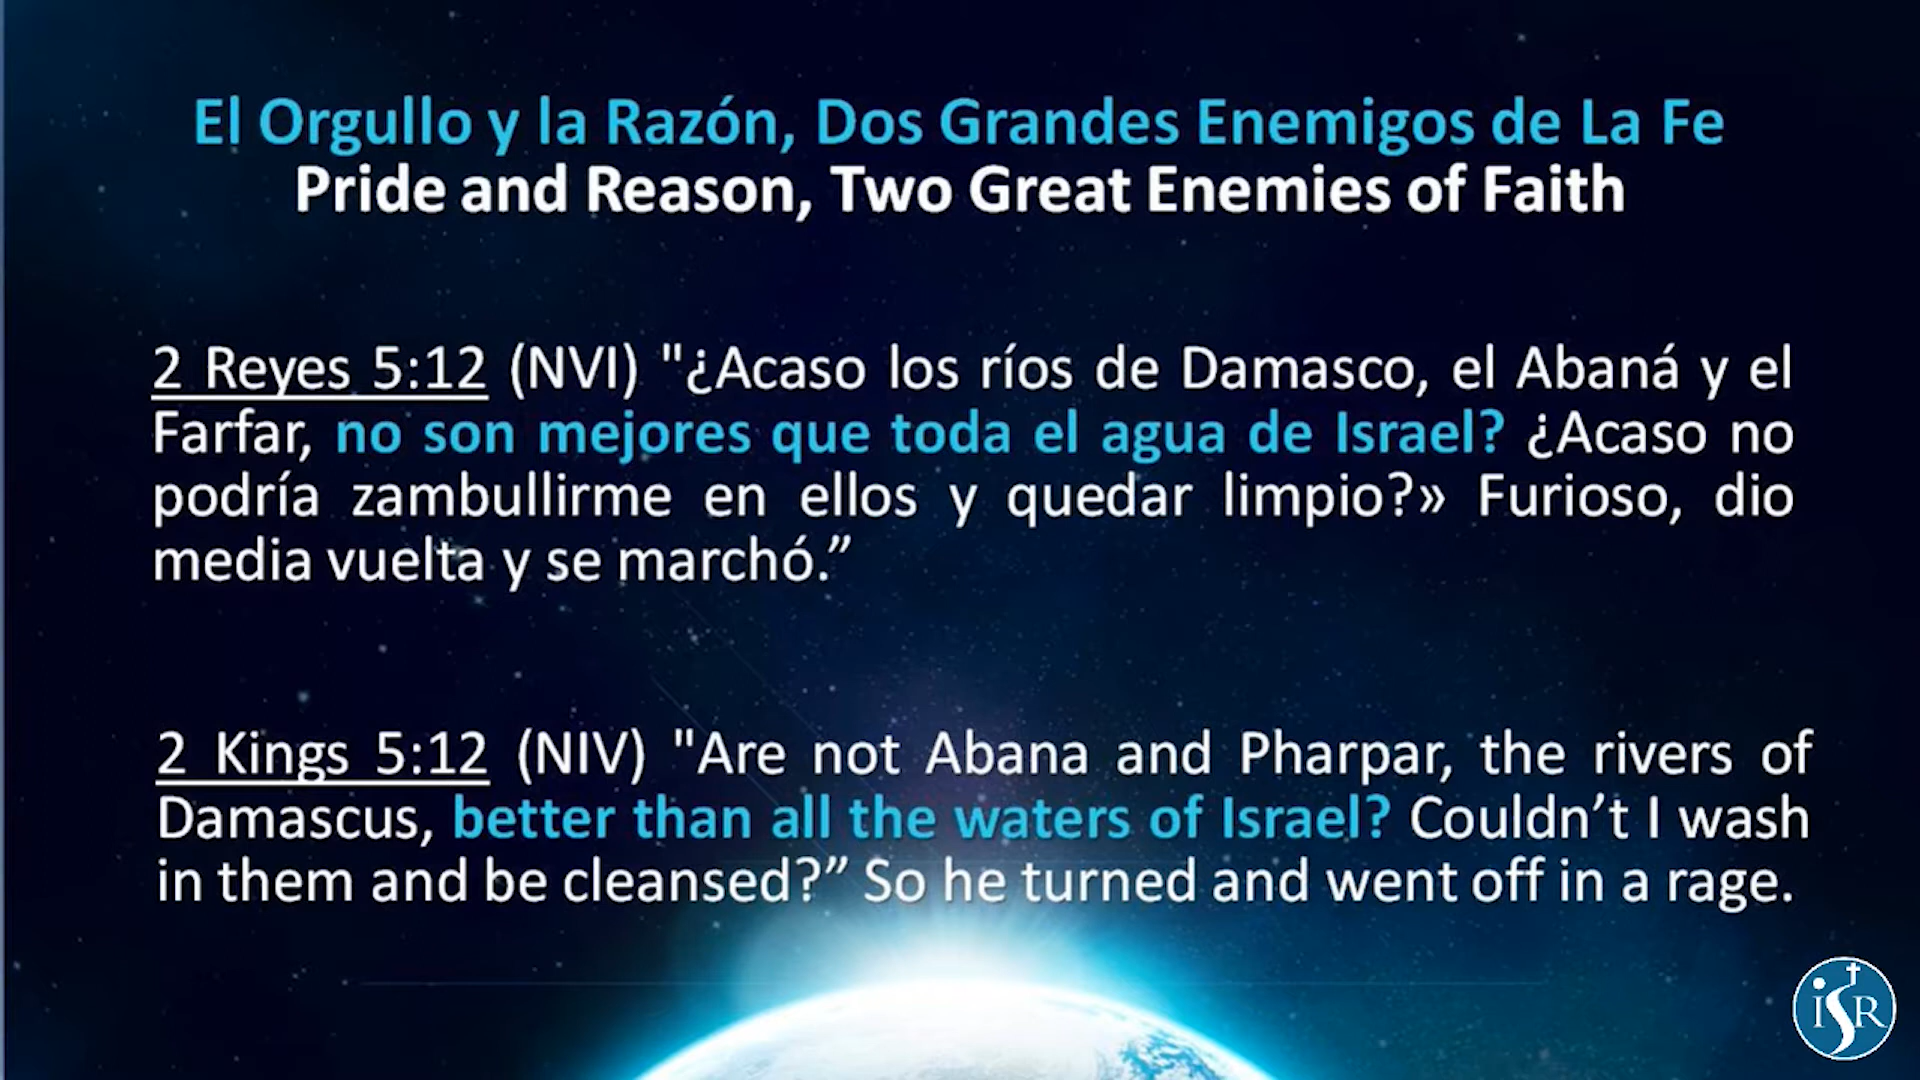 El Orgullo y la Razón, Dos Grandes Enemigos de La Fe
Pride and Reason, Two Great Enemies of Faith
2 Reyes 5:12 (NVI) "¿Acaso los ríos de Damasco, el Abaná y el
Farfar, no son mejores que toda el agua de Israel? ¿Acaso no
podría zambullirme en ellos y quedar limpio?» Furioso, dio
media vuelta y se marchó.”
2 Kings 5:12 (NIV) "Are not Abana and Pharpar, the rivers of
Damascus, better than all the waters of Israel? Couldn’t I wash
in them and be cleansed?” So he turned and went off in a rage.
iSR